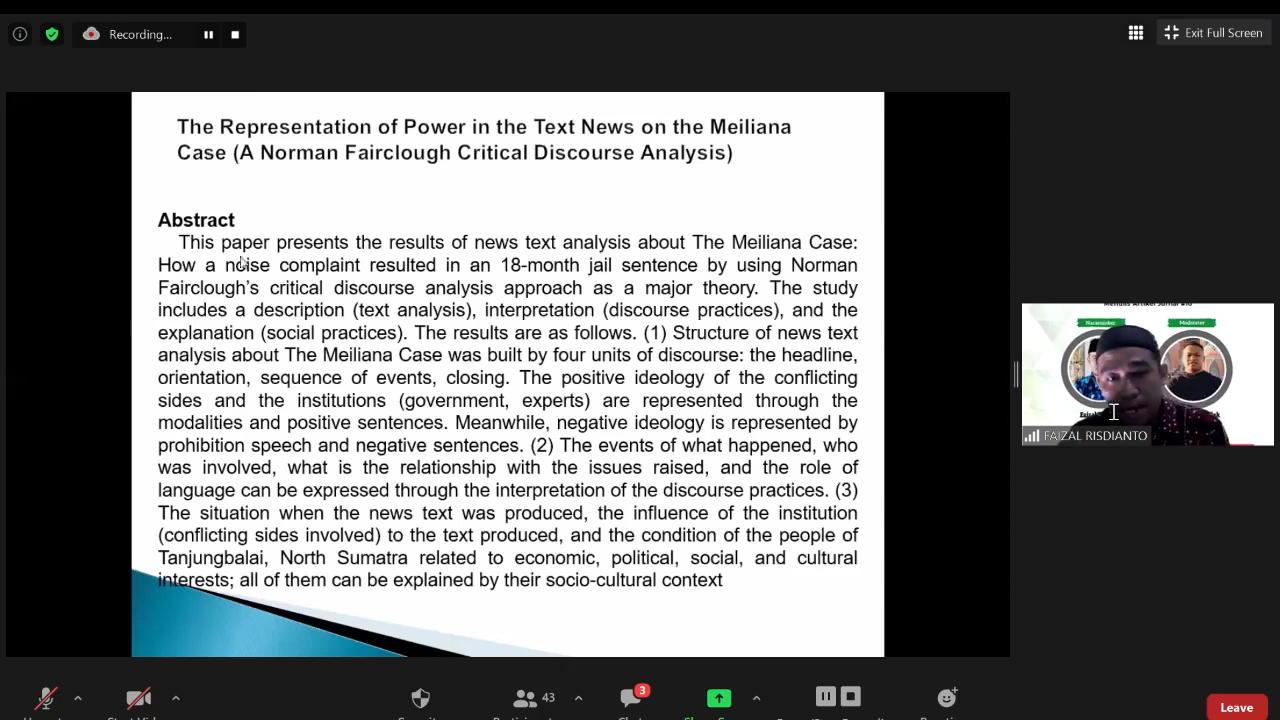 Recording...
Exit Full Screen
The Representation of Power in the Text News on the Meiliana
Case (A Norman Fairclough Critical Discourse Analysis)
Abstract
This paper presents the results of news text analysis about The Meiliana Case:
How a noise complaint resulted in an 18-month jail sentence by using Norman
Fairclough's critical discourse analysis approach as a major theory. The study
includes a description (text analysis), interpretation (discourse practices), and the
explanation (social practices). The results are as follows. (1) Structure of news text
analysis about The Meiliana Case was built by four units of discourse: the headline,
orientation, sequence of events, closing. The positive ideology of the conflicting
sides and the institutions (government, experts) are represented through the
modalities and positive sentences. Meanwhile, negative ideology is represented by
prohibition speech and negative sentences. (2) The events of what happened, who
was involved, what is the relationship with the issues raised, and the role of
language can be expressed through the interpretation of the discourse practices. (3)
The situation when the news text was produced, the influence of the institution
(conflicting sides involved) to the text produced, and the condition of the people of
Tanjungbalai, North Sumatra related to economic, political, social, and cultural
interests; all of them can be explained by their socio-cultural context
Narasumber
Moderator
FAIZAL RISDIANTO
43
3
Leave